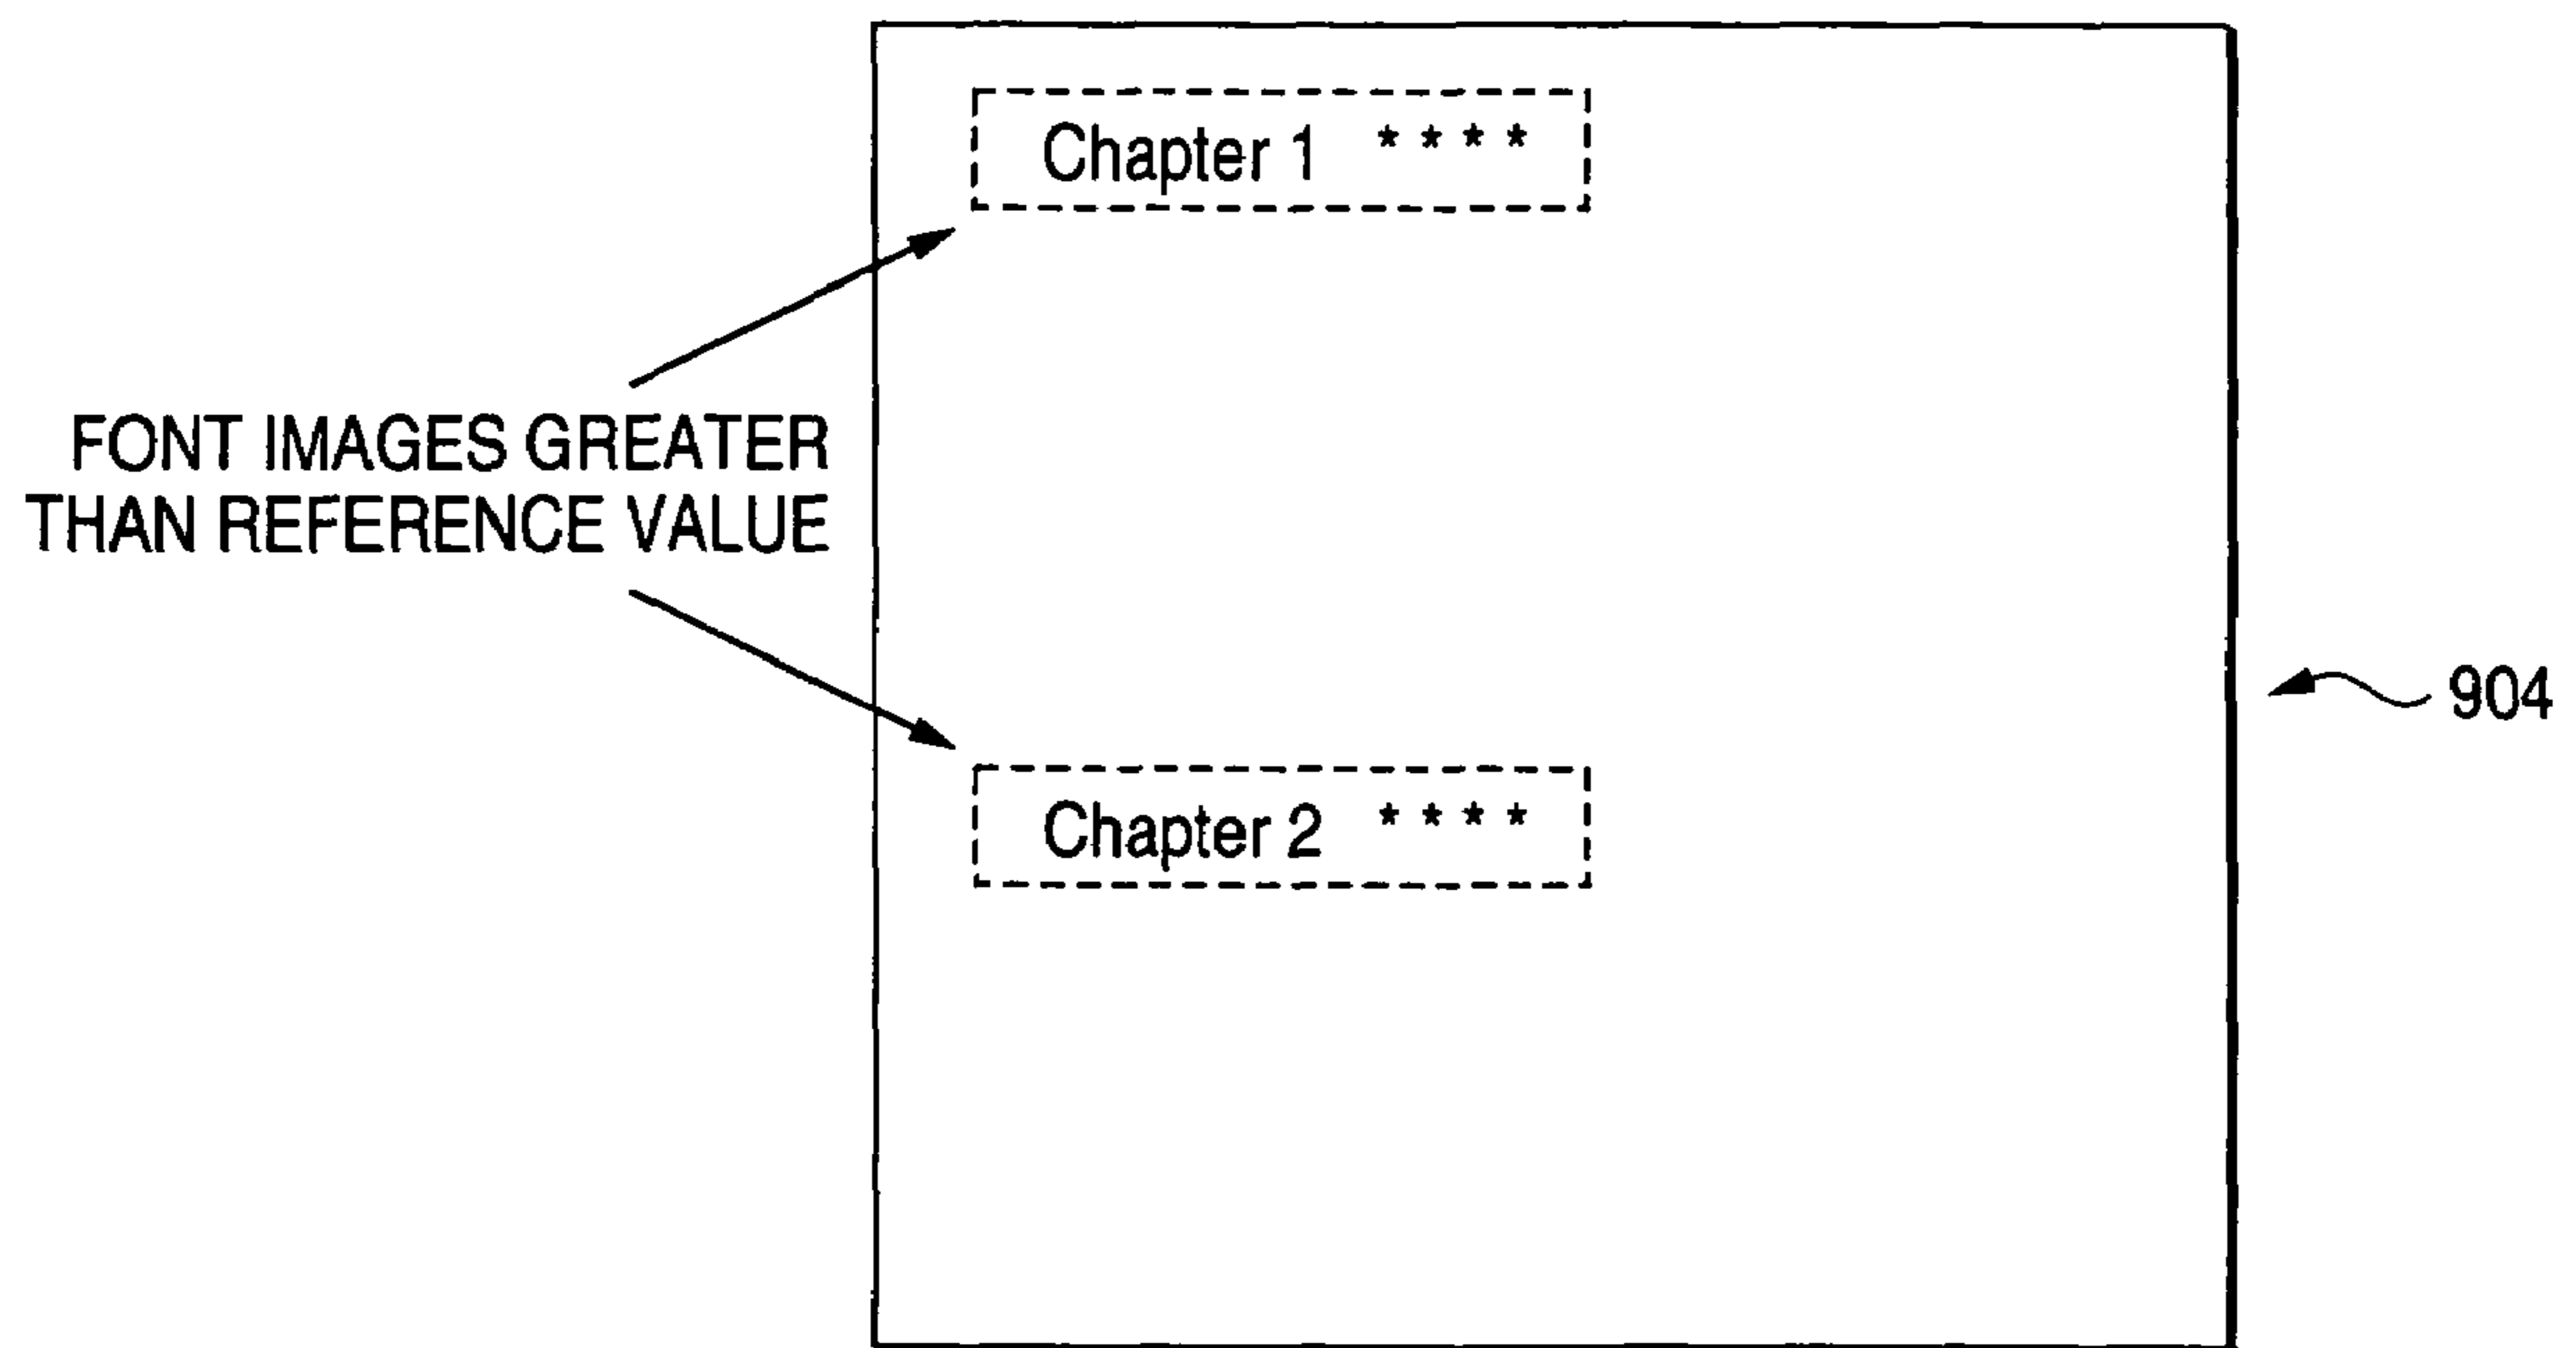 Chapter 1 * * * *
FONT IMAGES GREATER
THAN REFERENCE VALUE
904
Chapter 2 * * * *